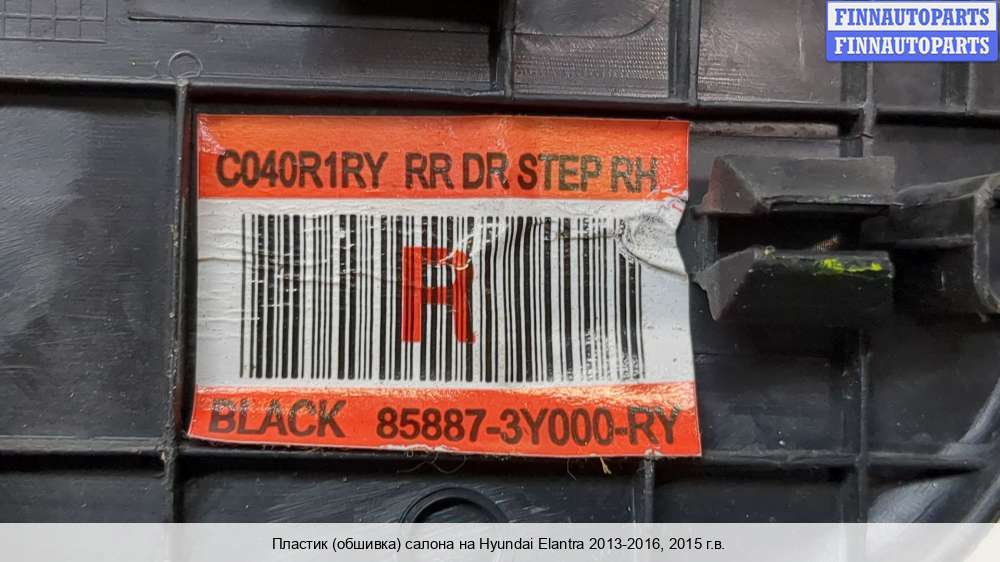 FINNAUTOPARTS
FINNAUTOPARTS
C040R1RY RR DR STEP RH
R
BLACK 85887-3Y000-RY
Пластик (обшивка) салона на Hyundai Elantra 2013-2016, 2015 г.в.